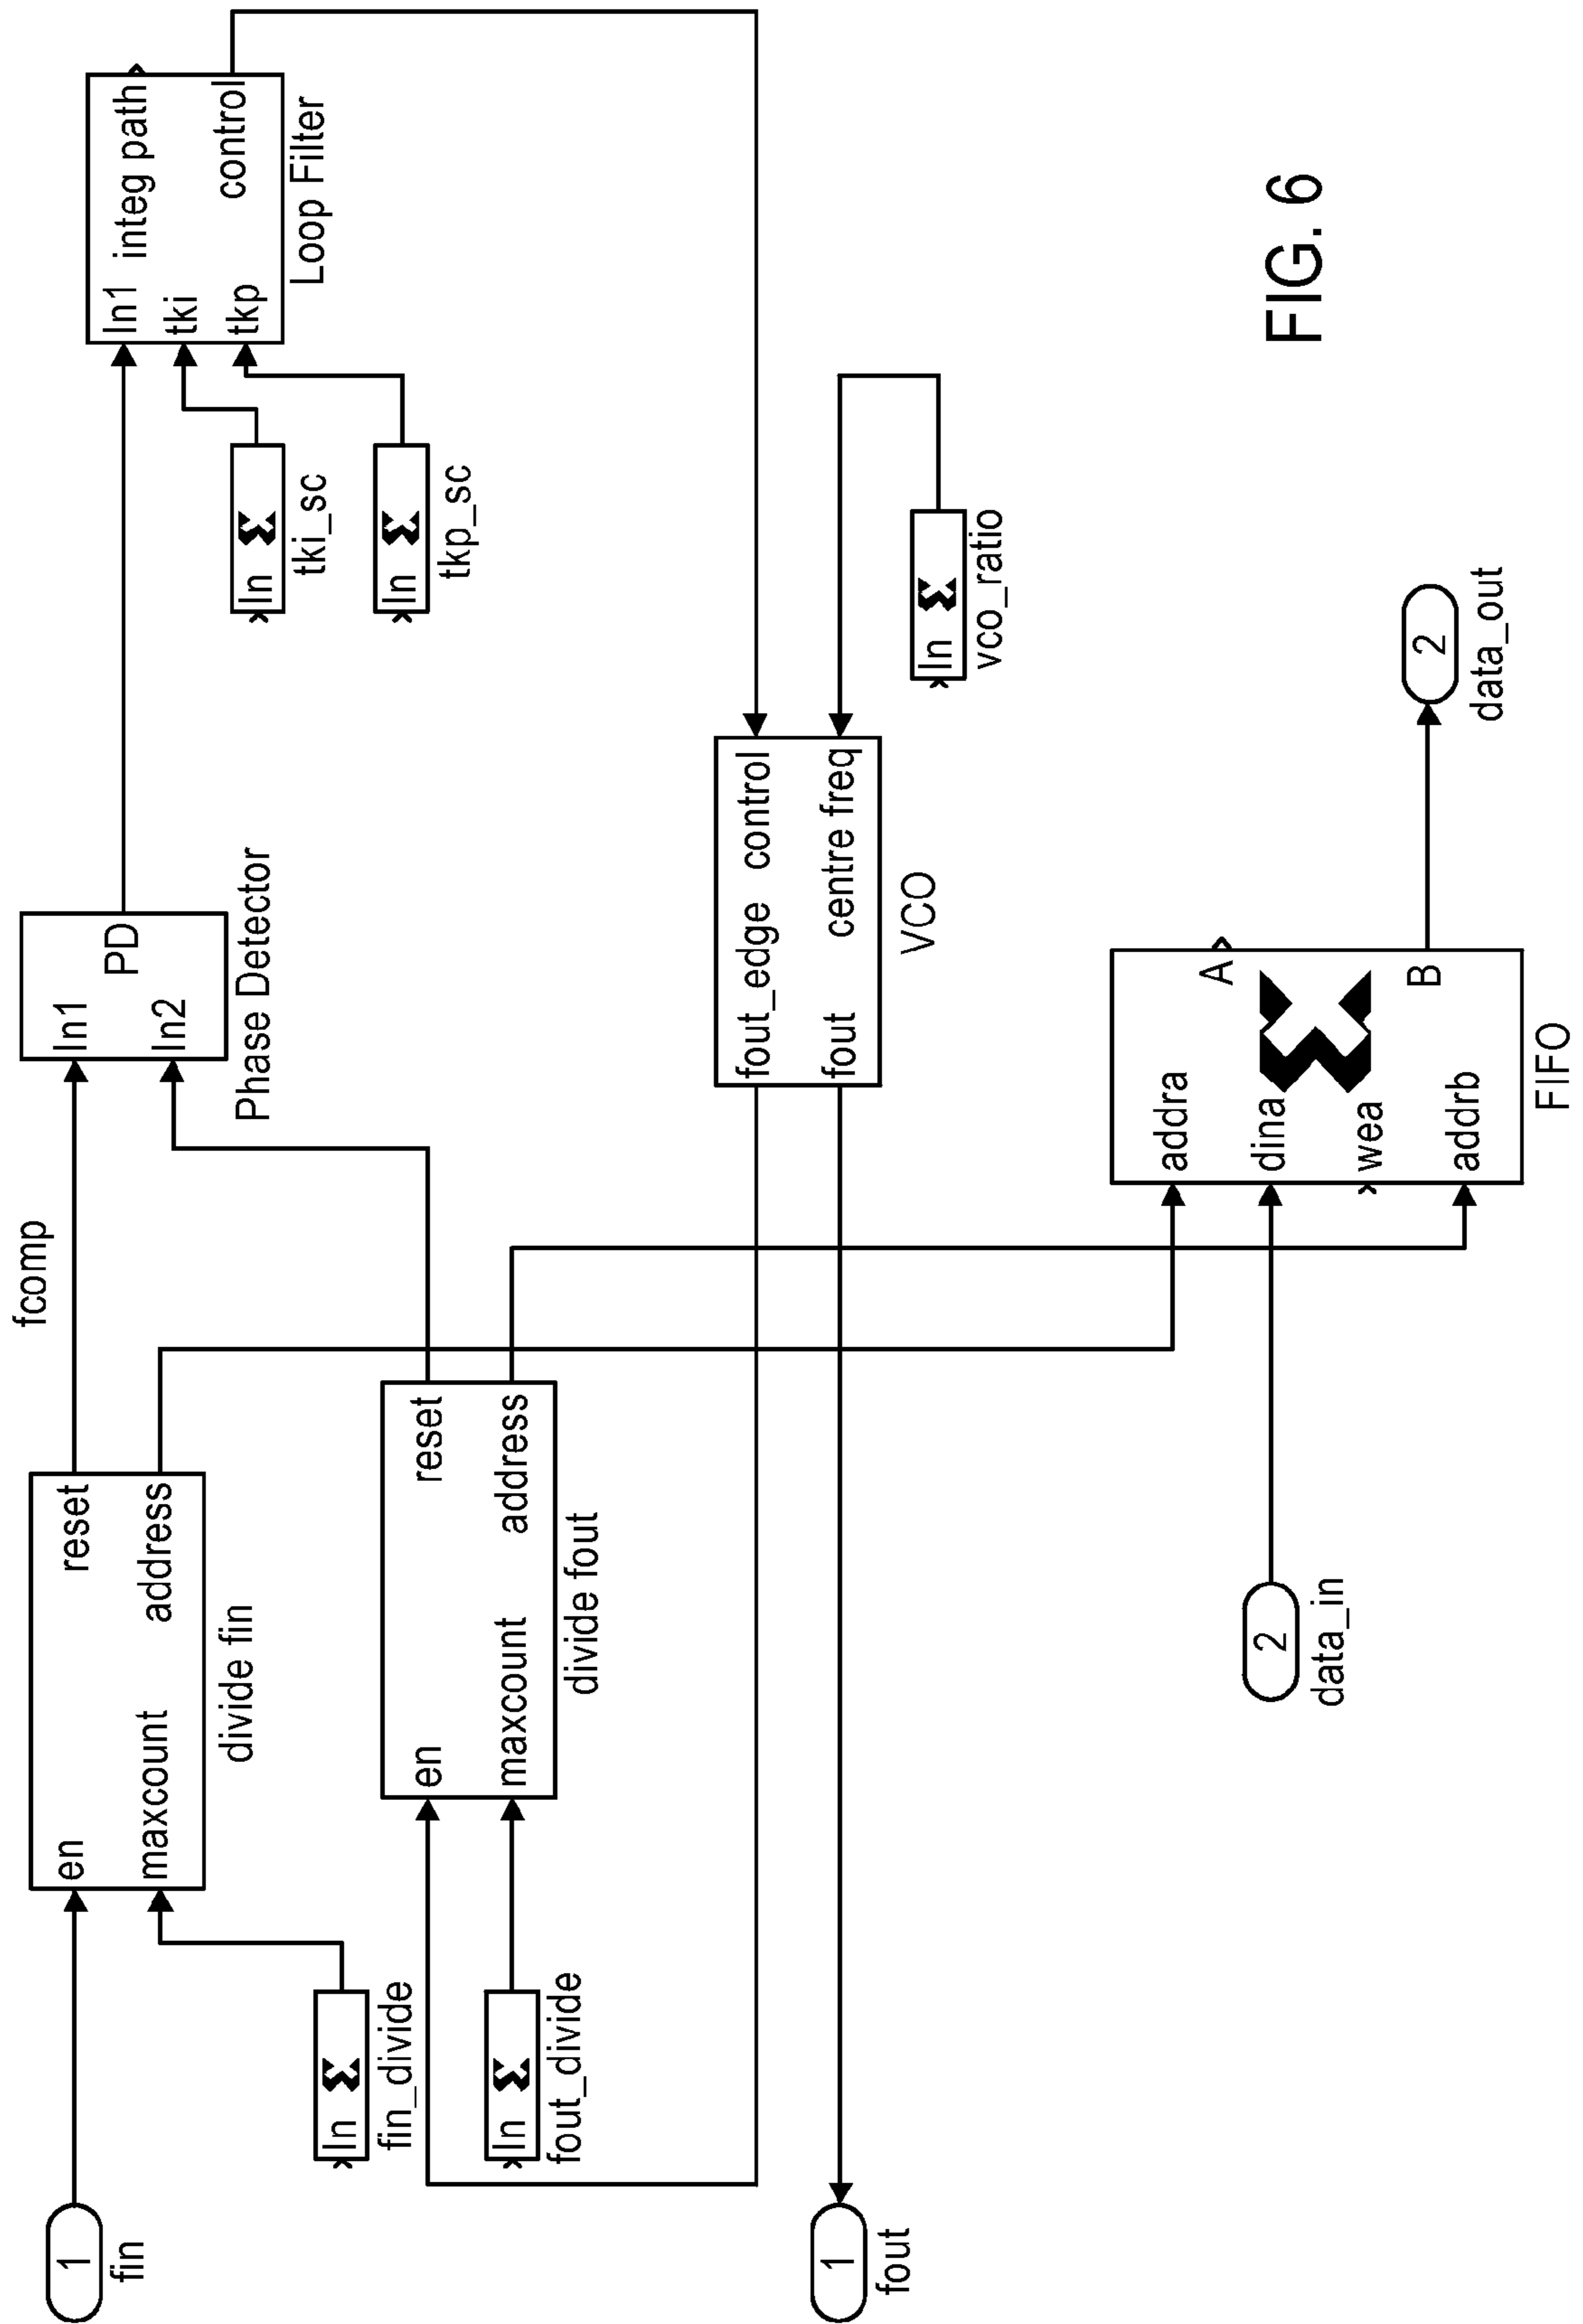 1
fin
In
fin_divide
In
fout_divide
en
reset
maxcount
address
divide fin
en
reset
maxcount
address
divide fout
fcomp
In1
PD
In2
Phase Detector
In1
integ path
tki
tkp
control
Loop Filter
In
tki_sc
In
tkp_sc
fout_edge
control
fout
centre freq
VCO
In
vco_ratio
1
fout
2
data_in
addra
A
dina
wea
B
addrb
FIFO
2
data_out
FIG. 6